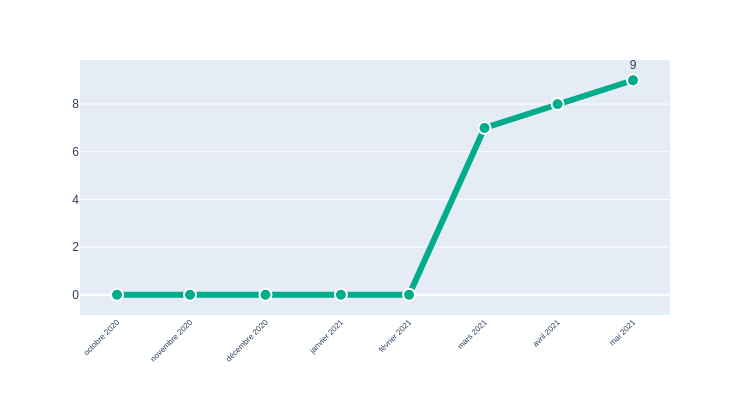 9
8
6
4
2
0
octobre 2020
novembre 2020
décembre 2020
janvier 2021
février 2021
mars 2021
avril 2021
mai 2021